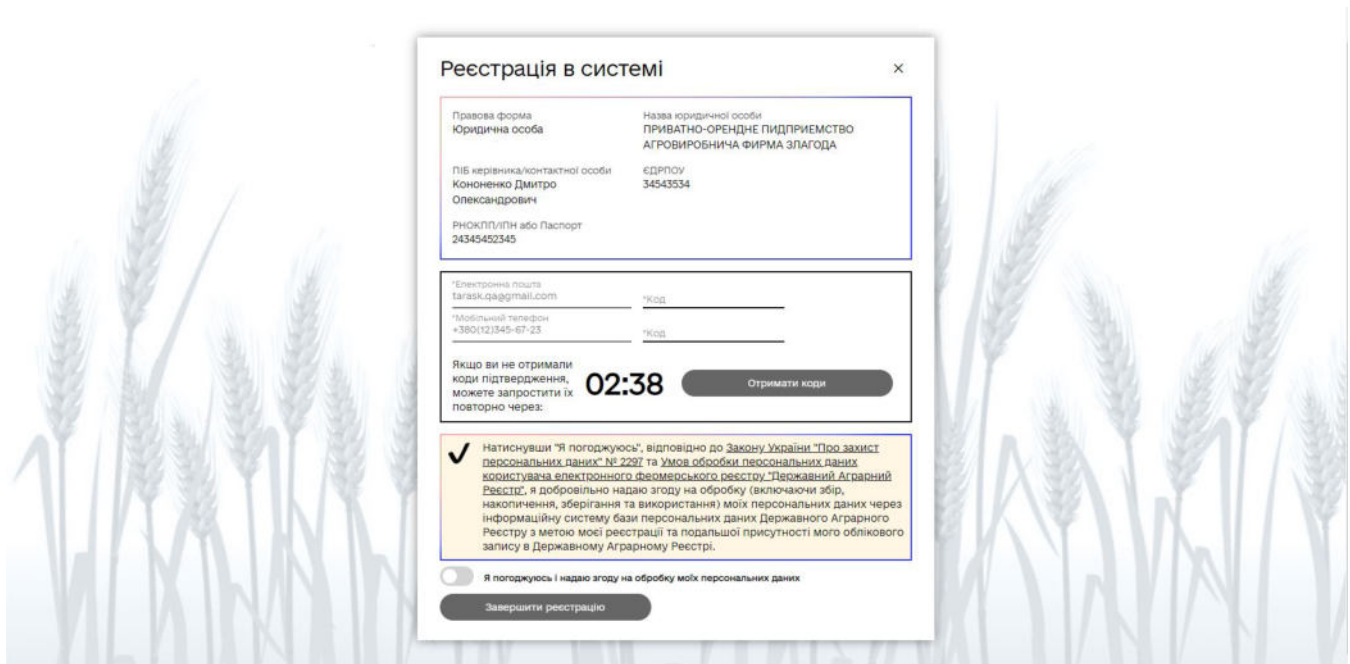 Реєстрація в системі
Правова форма
Юридична особа
Назва юридичної особи
ПРИВАТНО-ОРЕНДНЕ ПИДПРИЕМСТВО
АГРОВИРОБНИЧА ФИРМА ЗЛАГОДА
ПІБ керівника/контактної особи
Кононенко Дмитро
Олександрович
ЄДРПОУ
34543534
РНОКПП/ІПН або Паспорт
24345452345
*Електронна пошта
tarask.qa@gmail.com
*Код
*Мобільний телефон
+380(12)345-67-23
*Код
Якщо ви не отримали
коди підтвердження,
можете запростити їх
повторно через:
02:38
Отримати коди
Натиснувши "Я погоджуюсь", відповідно до Закону України "Про захист
персональних даних" № 2297 та Умов обробки персональних даних
користувача електронного фермерського реєстру "Державний Аграрний
Реєстр", я добровільно надаю згоду на обробку (включаючи збір,
накопичення, зберігання та використання) моїх персональних даних через
інформаційну систему бази персональних даних Державного Аграрного
Реєстру з метою моєї реєстрації та подальшої присутності мого облікового
запису в Державному Аграрному Реєстрі.
Я погоджуюсь і надаю згоду на обробку моїх персональних даних
Завершити реєстрацію